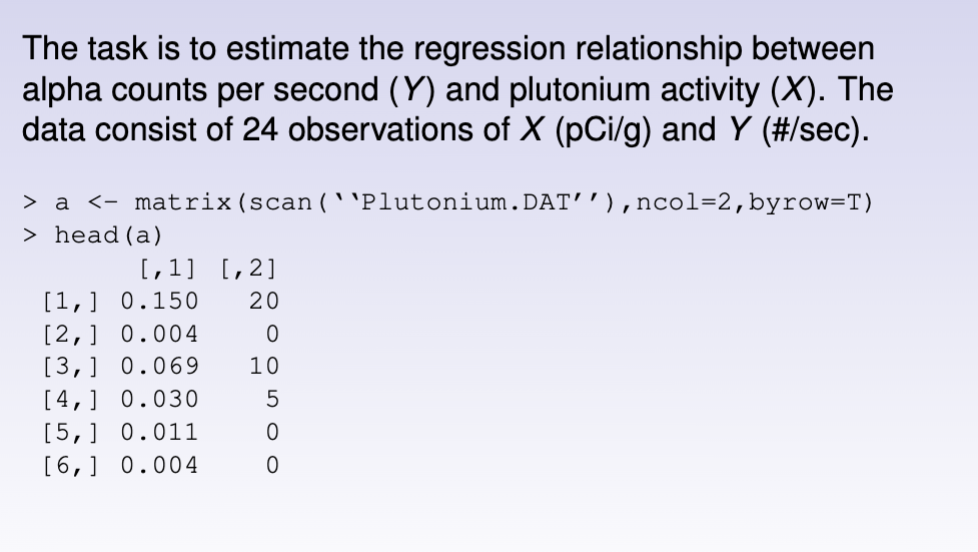 The task is to estimate the regression relationship between
alpha counts per second (Y) and plutonium activity (X). The
data consist of 24 observations of X (pCi/g) and Y (#/sec).
> a <- matrix(scan(‘‘Plutonium.DAT’’),ncol=2,byrow=T)
> head(a)
      [,1] [,2]
[1,] 0.150   20
[2,] 0.004    0
[3,] 0.069   10
[4,] 0.030    5
[5,] 0.011    0
[6,] 0.004    0